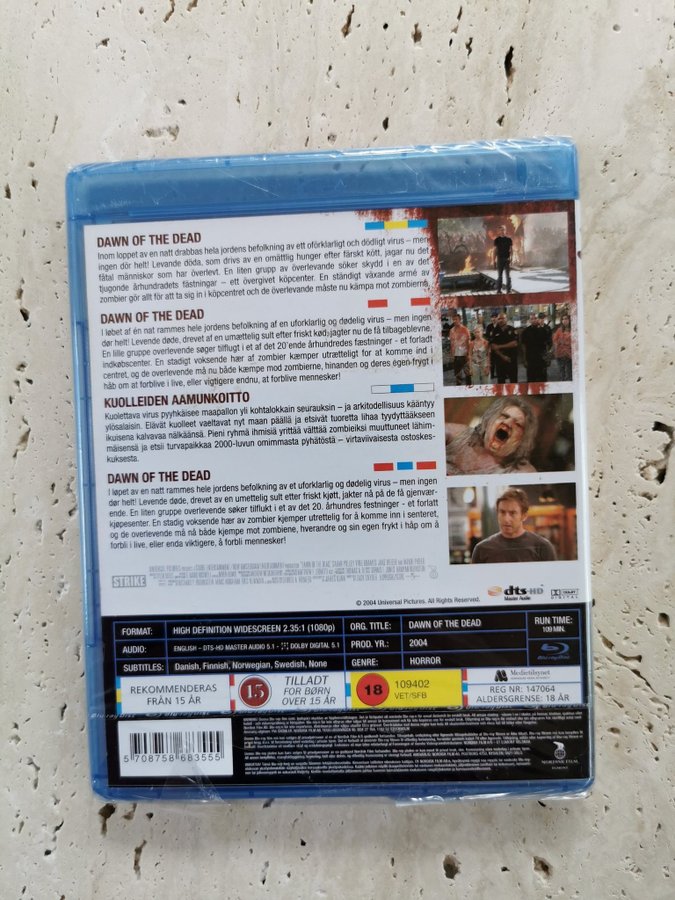 DAWN OF THE DEAD
Inom loppet av en natt drabbas hela jordens befolkning av ett oförklarligt och dödligt virus – men
ingen dör helt! Levande döda, som drivs av en omättlig hunger efter färskt kött, jagar nu det
fåtal människor som har överlevt. En liten grupp av överlevande söker skydd i en av det
tjugonde århundradets fästningar – ett övergivet köpcenter. En ständigt växande armé av
zombier gör allt för att ta sig in i köpcentret och de överlevande måste nu kämpa mot zombierna,
DAWN OF THE DEAD
I løbet af én nat rammes hele jordens befolkning af en uforklarlig og dødelig virus – men ingen
dør helt! Levende døde, drevet af en umættelig sult efter friskt kød, jagter nu de få tilbageblevne.
En lille gruppe overlevende søger tilflugt i et af det 20'ende århundredes fæstninger - et forladt
indkøbscenter. En stadigt voksende hær af zombier kæmper utrætteligt for at komme ind i
centret, og de overlevende må nu både kæmpe mod zombierne, hinanden og deres egen frygt i
håb om at forblive i live, eller vigtigere endnu, at forblive mennesker!
KUOLLEIDEN AAMUNKOITTO
Kuolettava virus pyyhkäisee maapallon yli kohtalokkain seurauksin – ja arkitodellisuus kääntyy
ylösalaisin. Elävät kuolleet vaeltavat nyt maan päällä ja etsivät tuoretta lihaa tyydyttääkseen
ikuisena kalvavaa nälkäänsä. Pieni ryhmä ihmisiä yrittää välttää zombieiksi muuttuneet lähim-
mäisensä ja etsii turvapaikkaa 2000-luvun omimmasta pyhätöstä – virtaviivaisesta ostoskes-
kuksesta.
DAWN OF THE DEAD
I løpet av en natt rammes hele jordens befolkning av et uforklarlig og dødelig virus – men ingen
dør helt! Levende døde, drevet av en umettelig sult etter friskt kjøtt, jakter nå på de få gjenvær-
ende. En liten gruppe overlevende søker tilflukt i et av det 20. århundres festninger - et forlatt
kjøpesenter. En stadig voksende hær av zombier kjemper utrettelig for å komme inn i senteret,
og de overlevende må nå både kjempe mot zombiene, hverandre og sin egen frykt i håp om å
forbli i live, eller enda viktigere, å forbli mennesker!
STRIKE
© 2004 Universal Pictures. All Rights Reserved.
dts-HD
Master Audio
DOLBY
DIGITAL
FORMAT: HIGH DEFINITION WIDESCREEN 2.35:1 (1080p) ORG. TITLE: DAWN OF THE DEAD RUN TIME:
109 MIN.
AUDIO: ENGLISH - DTS-HD MASTER AUDIO 5.1 - DOLBY DIGITAL 5.1 PROD. YR.: 2004
SUBTITLES: Danish, Finnish, Norwegian, Swedish, None GENRE: HORROR
Blu-ray Disc
REKOMMENDERAS
FRÅN 15 ÅR
15
TILLADT
FOR BØRN
OVER 15 ÅR
18
109402
VET/SFB
Medietilsynet
REG NR: 147064
ALDERSGRENSE: 18 ÅR
5 708758 683555
NORDISK FILM
EGMONT